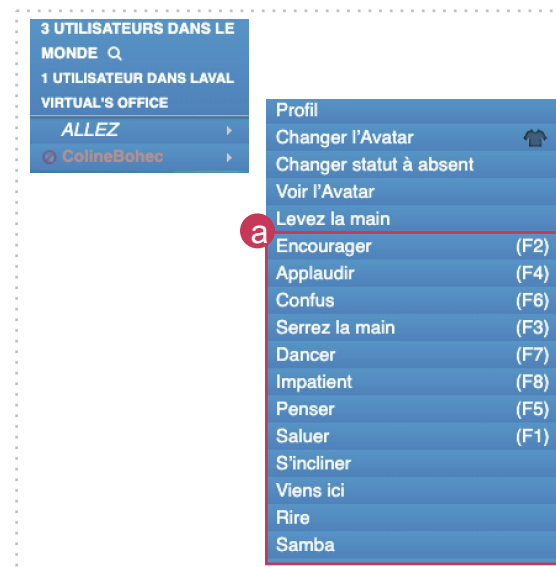 3 UTILISATEURS DANS LE
MONDE
1 UTILISATEUR DANS LAVAL
VIRTUAL'S OFFICE
ALLEZ
ColineBohec
Profil
Changer l'Avatar
Changer statut à absent
Voir l'Avatar
Levez la main
a
Encourager (F2)
Applaudir (F4)
Confus (F6)
Serrez la main (F3)
Dancer (F7)
Impatient (F8)
Penser (F5)
Saluer (F1)
S'incliner
Viens ici
Rire
Samba